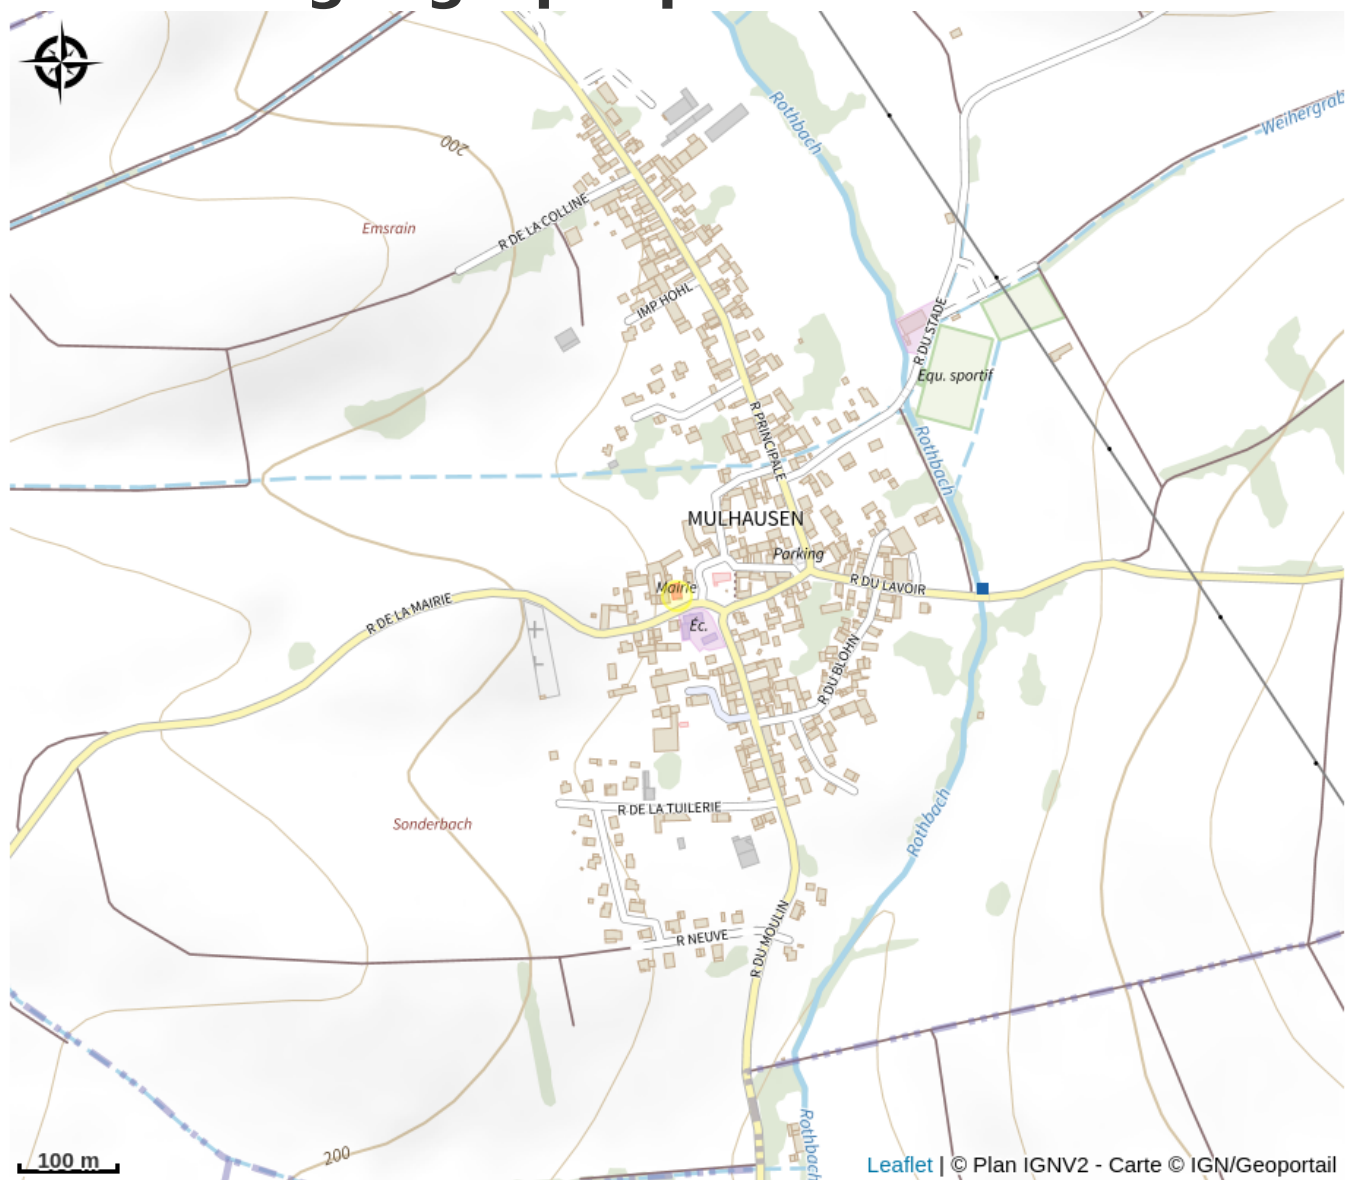 Rothbach
Weihergrab
200
R DE LA COLLINE
Emsrain
IMP HOHL
R DU STADE
Equ. sportif
R PRINCIPALE
Rothbach
MULHAUSEN
Parking
Mairie
R DU LAVOIR
R DE LA MAIRIE
Éc.
R DU BLOHN
R DE LA TUILERIE
Sonderbach
Rothbach
R NEUVE
R DU MOULIN
Rothbach
200
100 m
Leaflet | © Plan IGNV2 - Carte © IGN/Geoportail